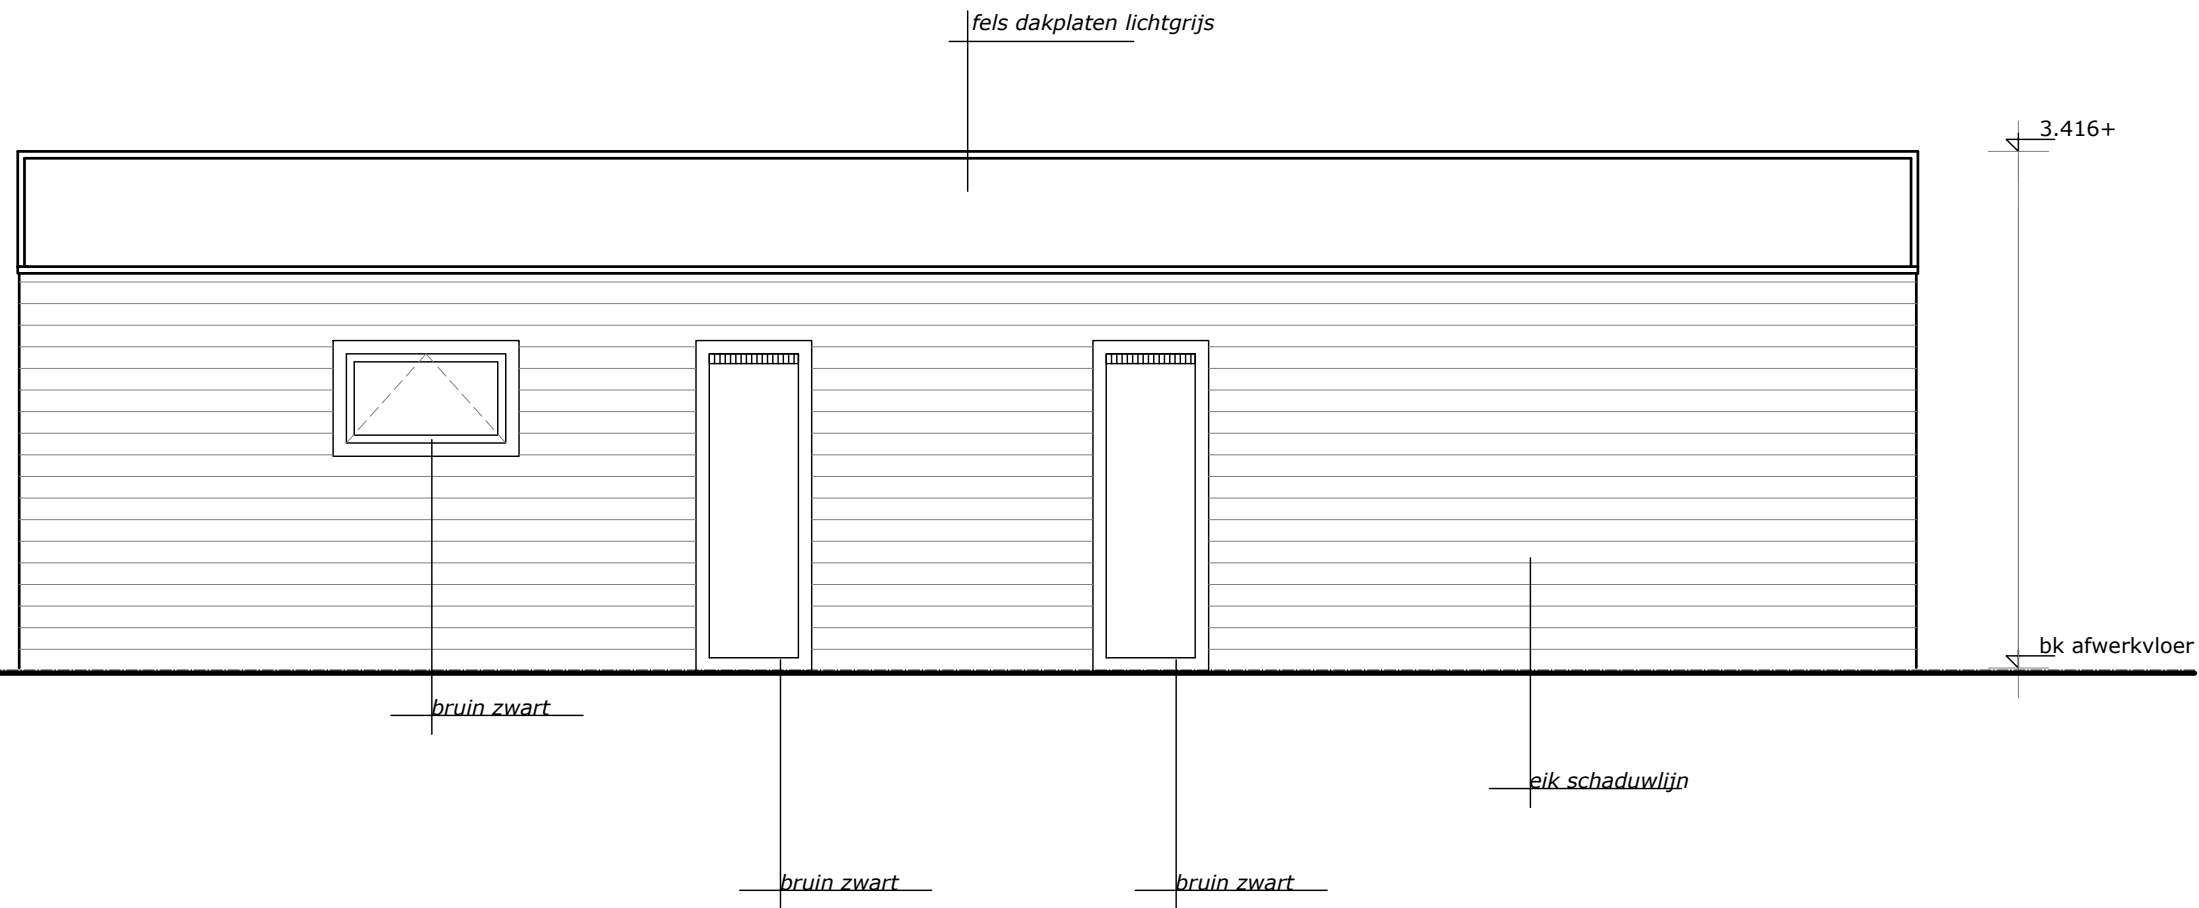 fels dakplaten lichtgrijs
3.416+
bk afwerkvloer
bruin zwart
eik schaduwlijn
bruin zwart
bruin zwart